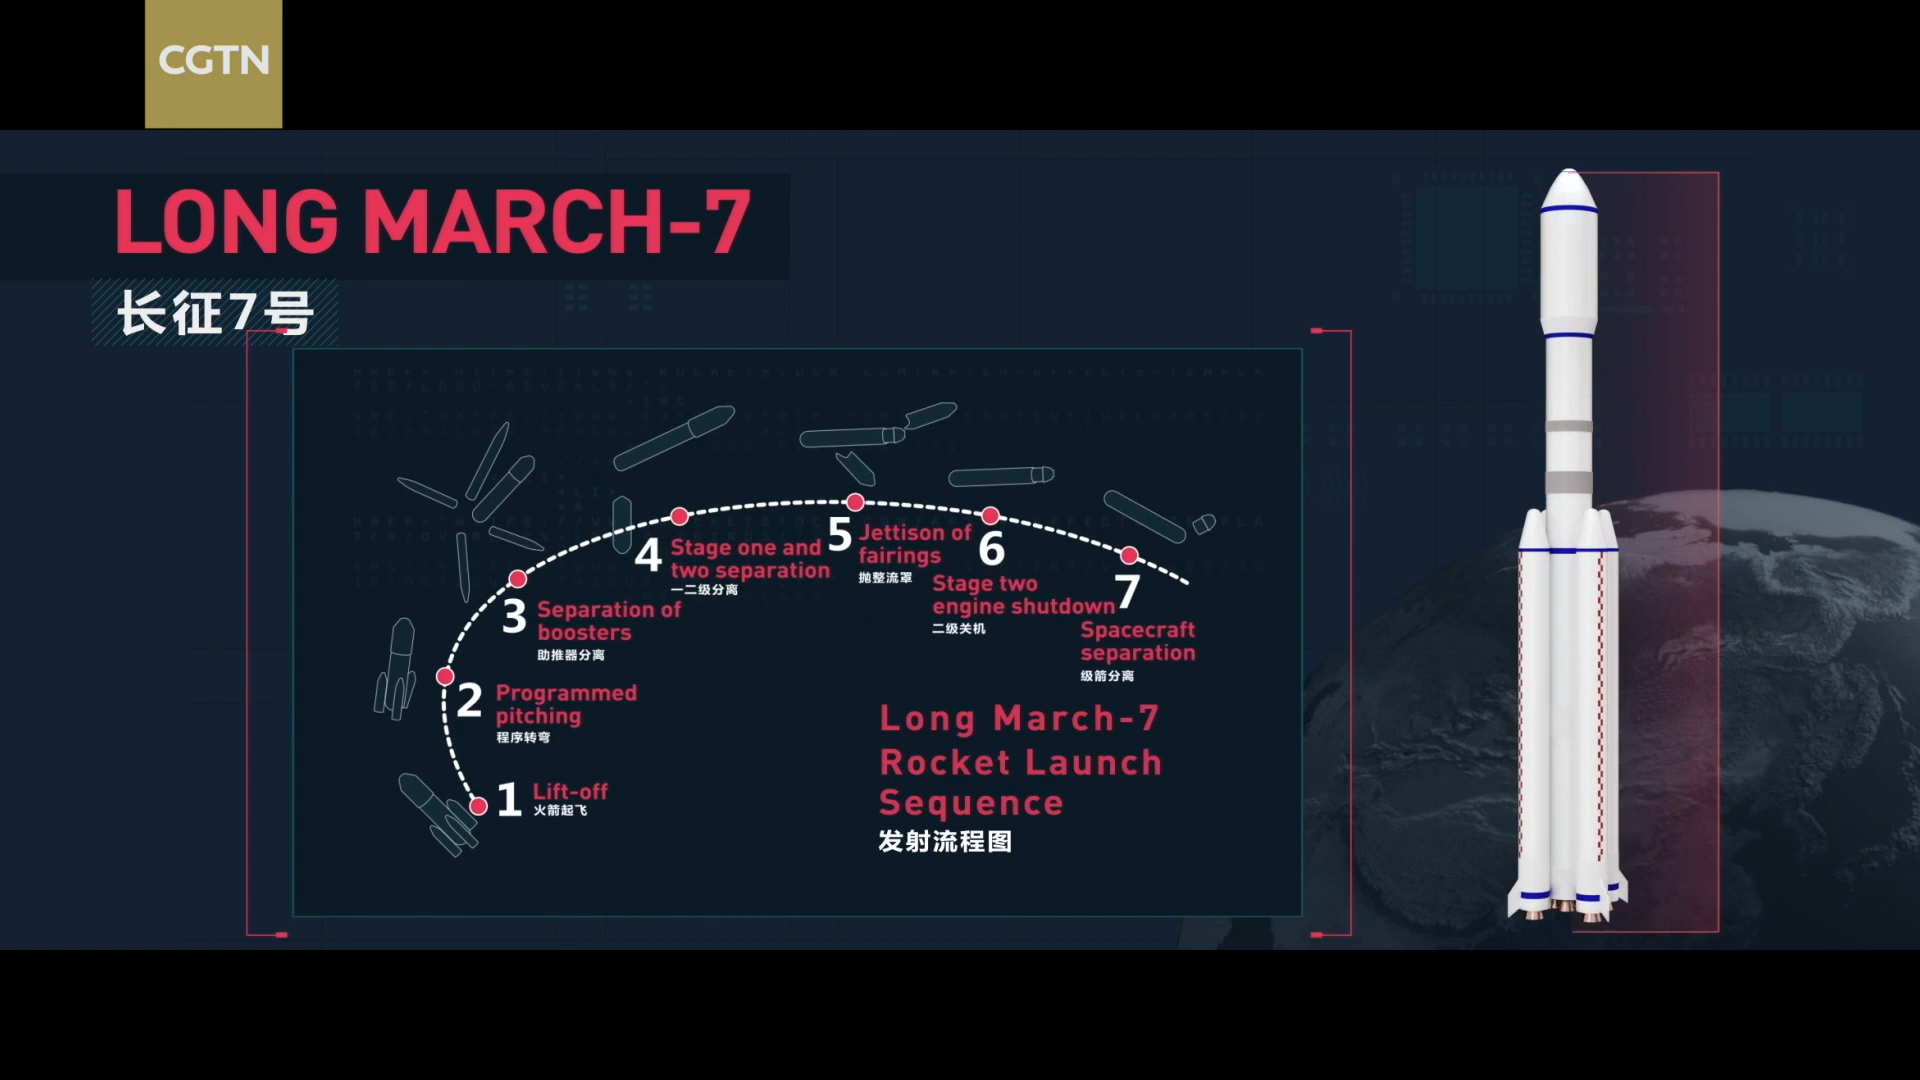 CGTN
LONG MARCH-7
长征7号
1 Lift-off
火箭起飞
2 Programmed
pitching
程序转弯
3 Separation of
boosters
助推器分离
4 Stage one and
two separation
一二级分离
5 Jettison of
fairings
抛整流罩
6
Stage two
engine shutdown
二级关机
7
Spacecraft
separation
级箭分离
Long March-7
Rocket Launch
Sequence
发射流程图